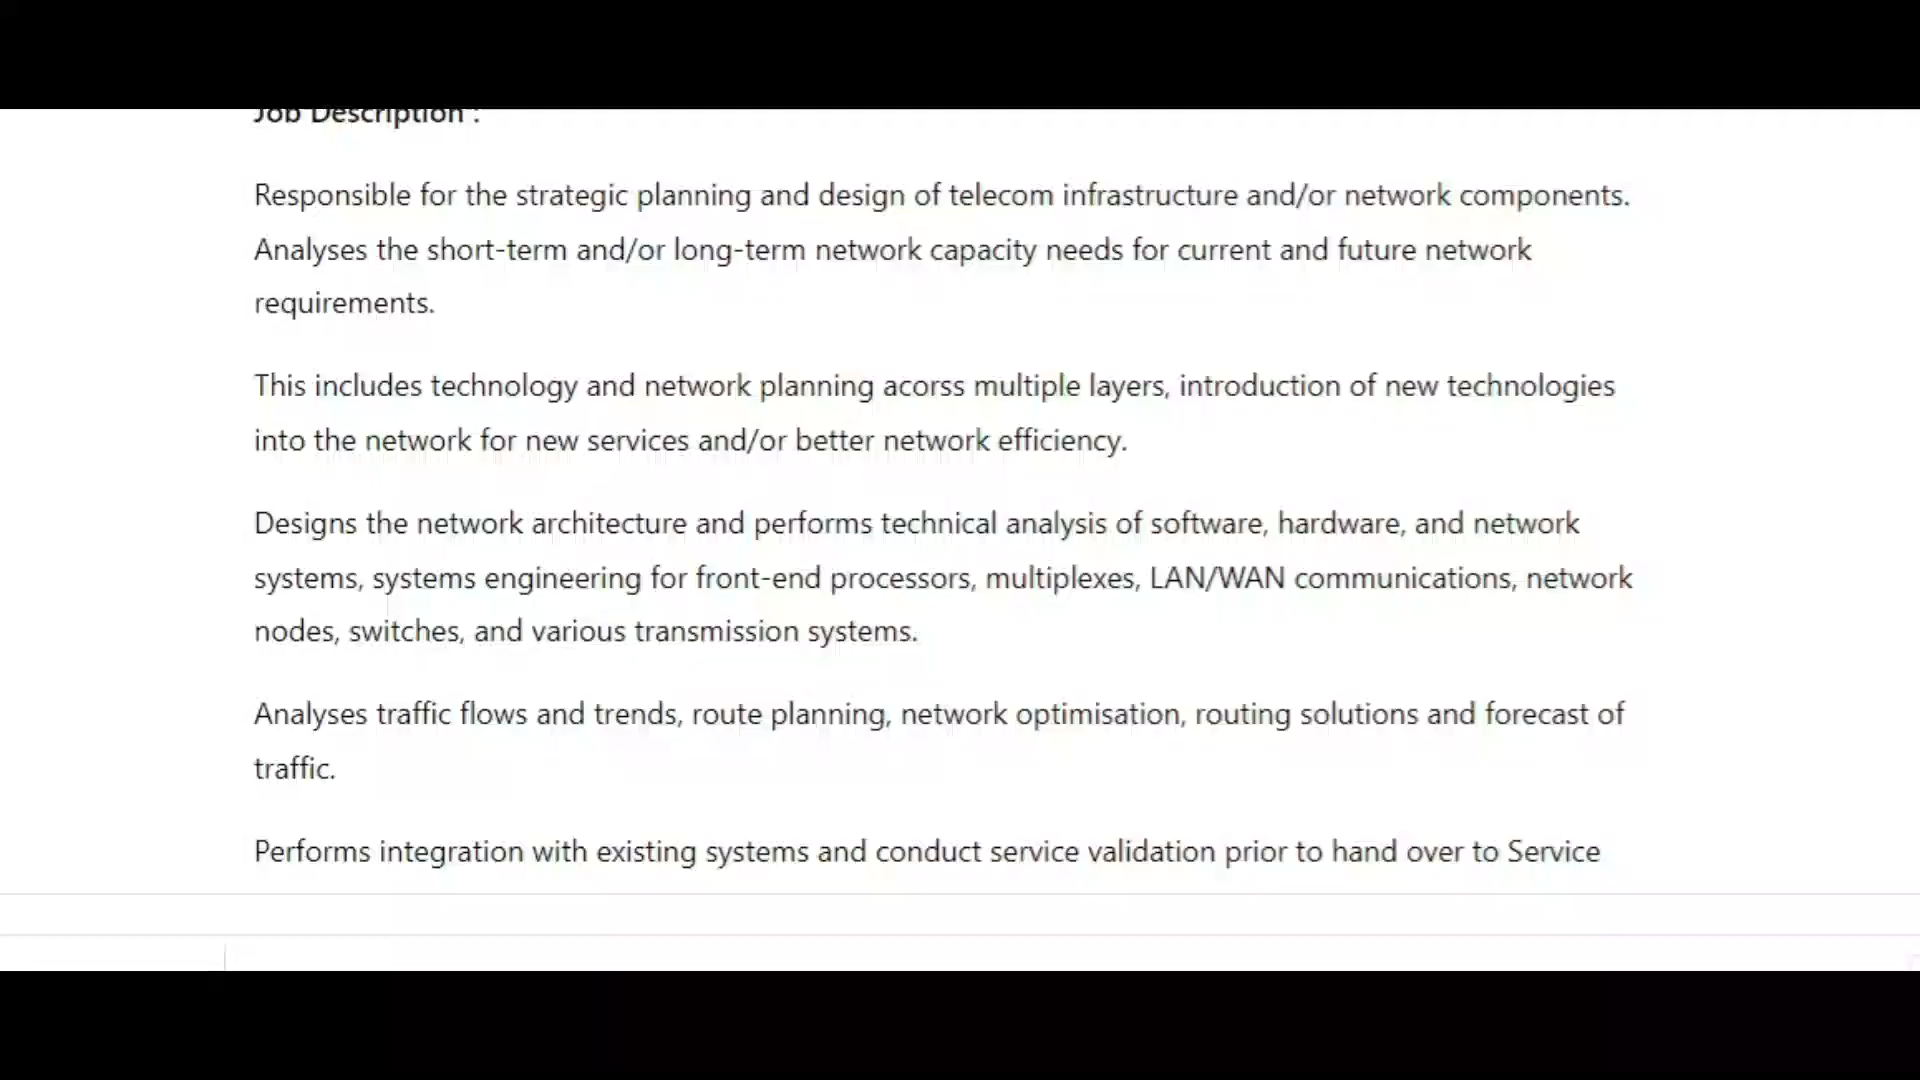 Job Description :
Responsible for the strategic planning and design of telecom infrastructure and/or network components.
Analyses the short-term and/or long-term network capacity needs for current and future network
requirements.
This includes technology and network planning acorss multiple layers, introduction of new technologies
into the network for new services and/or better network efficiency.
Designs the network architecture and performs technical analysis of software, hardware, and network
systems, systems engineering for front-end processors, multiplexes, LAN/WAN communications, network
nodes, switches, and various transmission systems.
Analyses traffic flows and trends, route planning, network optimisation, routing solutions and forecast of
traffic.
Performs integration with existing systems and conduct service validation prior to hand over to Service